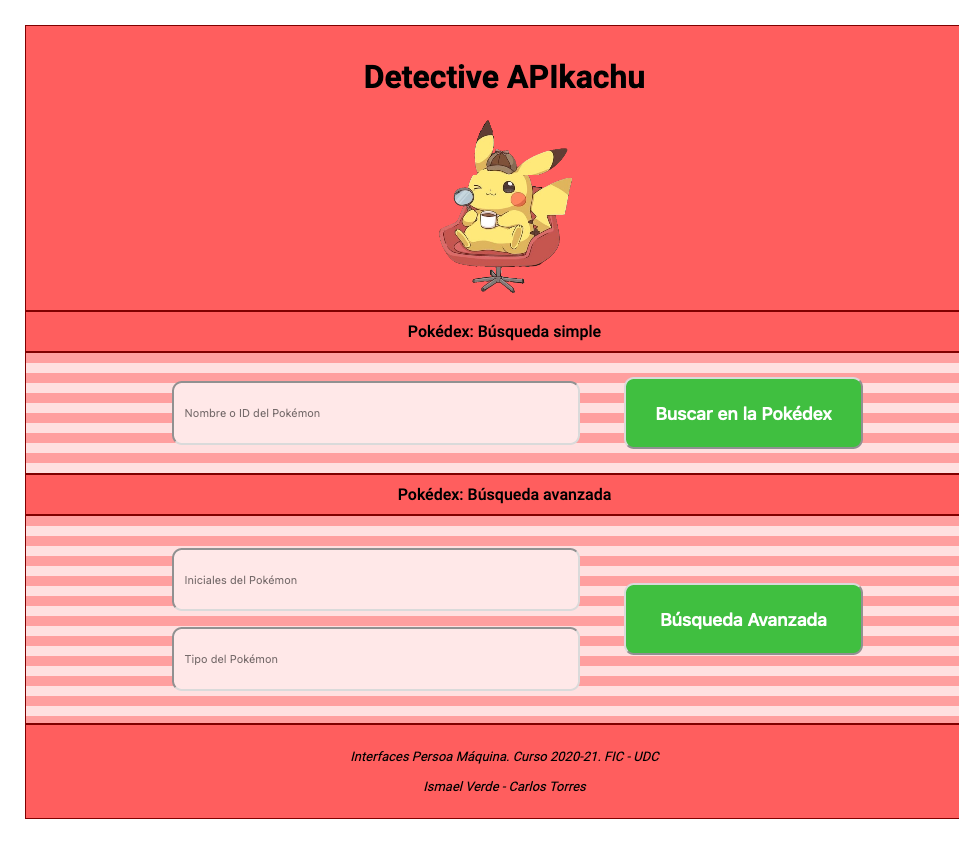 Detective APIkachu
Pokédex: Búsqueda simple
Nombre o ID del Pokémon
Buscar en la Pokédex
Pokédex: Búsqueda avanzada
Iniciales del Pokémon
Búsqueda Avanzada
Tipo del Pokémon
Interfaces Persoa Máquina. Curso 2020-21. FIC - UDC
Ismael Verde - Carlos Torres